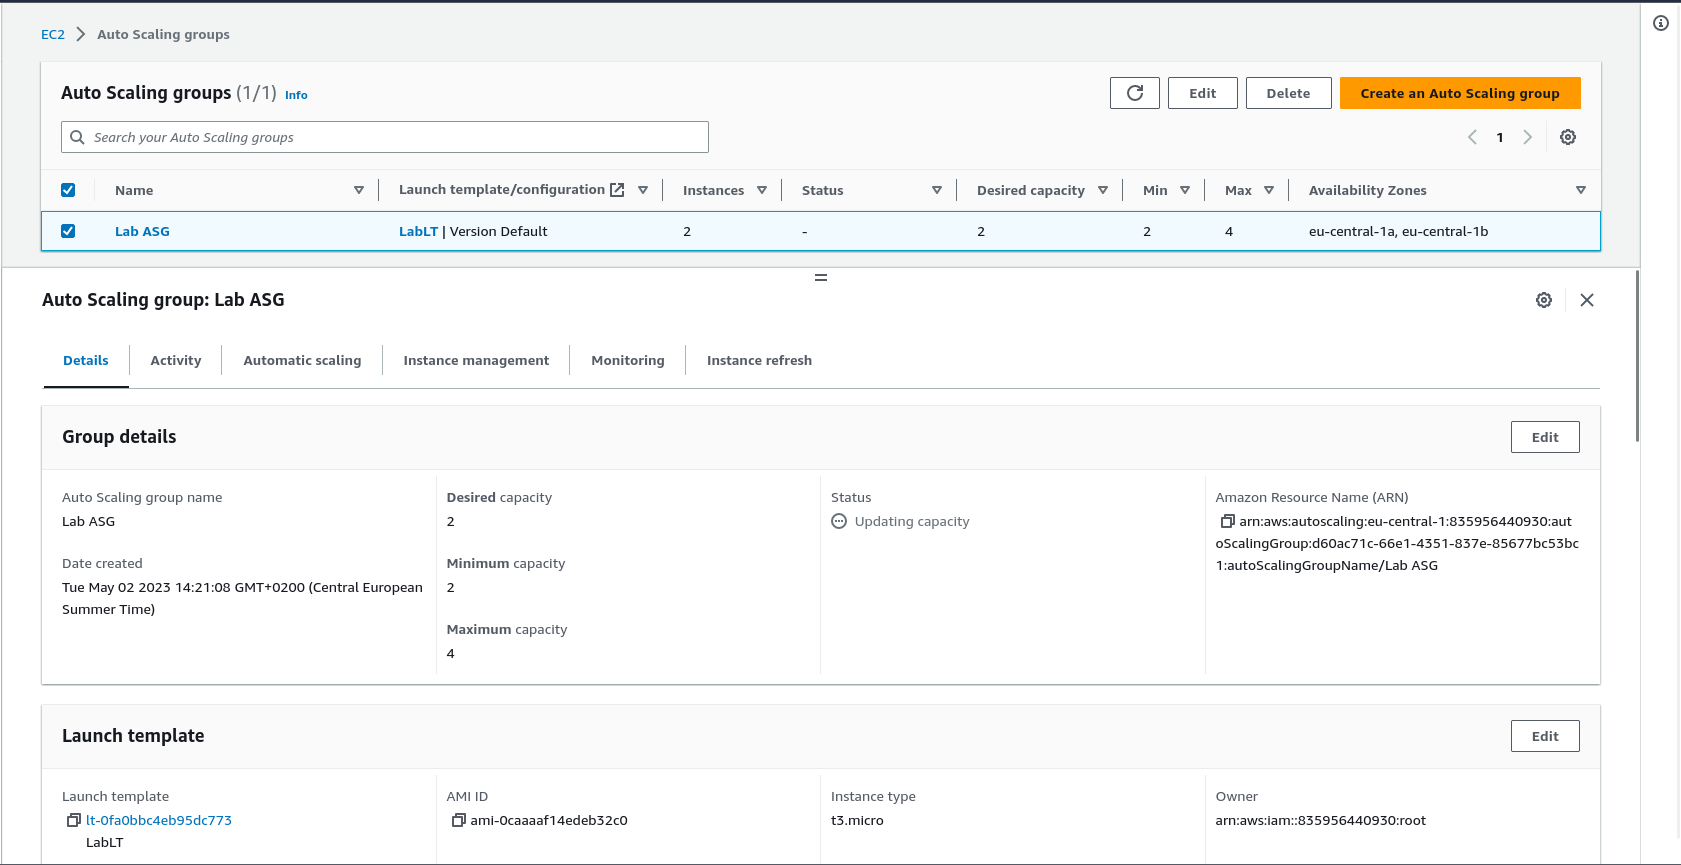 EC2 Auto Scaling groups
Auto Scaling groups (1/1) Info
Edit
Delete
Create an Auto Scaling group
Search your Auto Scaling groups
1
Name Launch template/configuration Instances Status Desired capacity Min Max Availability Zones
Lab ASG LabLT | Version Default 2 - 2 2 4 eu-central-1a, eu-central-1b
Auto Scaling group: Lab ASG
Details Activity Automatic scaling Instance management Monitoring Instance refresh
Group details
Edit
Auto Scaling group name
Lab ASG
Date created
Tue May 02 2023 14:21:08 GMT+0200 (Central European
Summer Time)
Desired capacity
2
Minimum capacity
2
Maximum capacity
4
Status
Updating capacity
Amazon Resource Name (ARN)
arn:aws:autoscaling:eu-central-1:835956440930:aut
oScalingGroup:d60ac71c-66e1-4351-837e-85677bc53bc
1:autoScalingGroupName/Lab ASG
Launch template
Edit
Launch template
lt-0fa0bbc4eb95dc773
LabLT
AMI ID
ami-0caaaaf14edeb32c0
Instance type
t3.micro
Owner
arn:aws:iam::835956440930:root